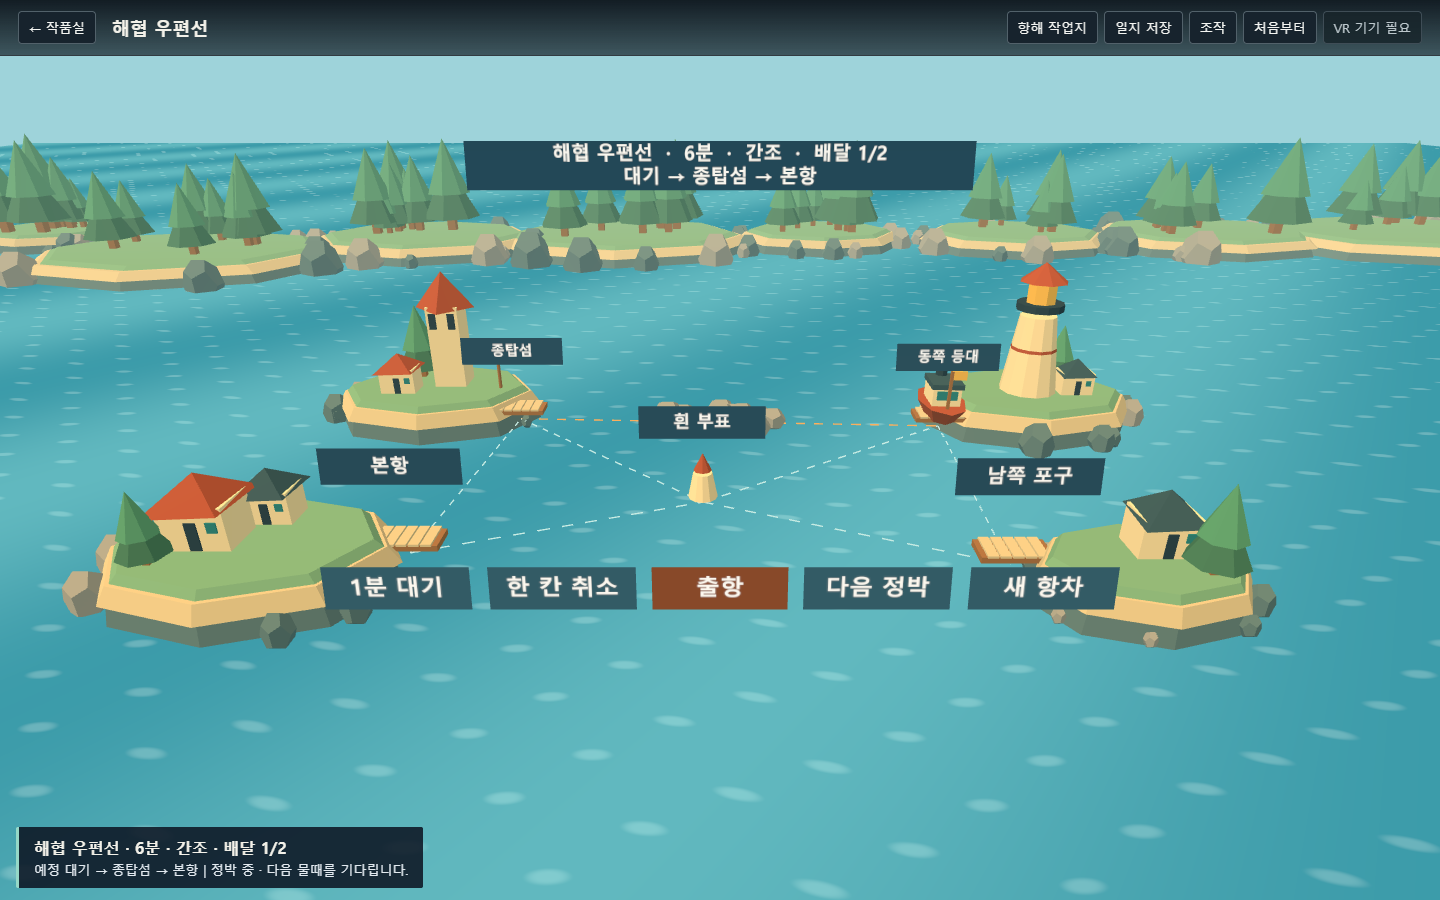 ← 작품실
해협 우편선
항해 작업지
일지 저장
조작
처음부터
VR 기기 필요
해협 우편선 · 6분 · 간조 · 배달 1/2
대기 → 종탑섬 → 본항
종탑섬
동쪽 등대
흰 부표
본항
남쪽 포구
1분 대기
한 칸 취소
출항
다음 정박
새 항차
해협 우편선 · 6분 · 간조 · 배달 1/2
예정 대기 → 종탑섬 → 본항 | 정박 중 · 다음 물때를 기다립니다.